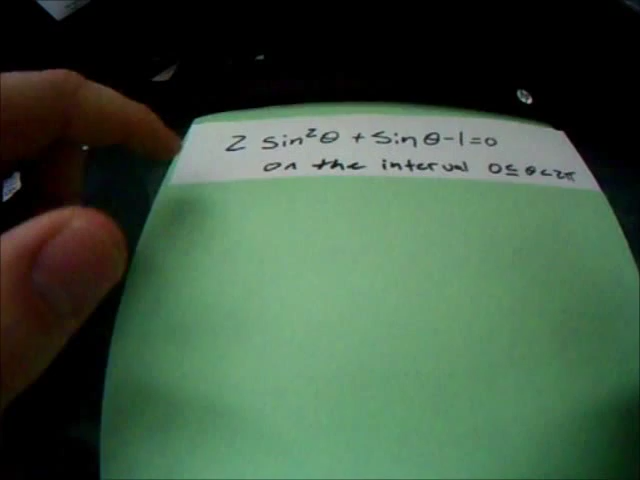 2 sin²θ + sin θ - 1 = 0
on the interval 0 ≤ θ < 2π